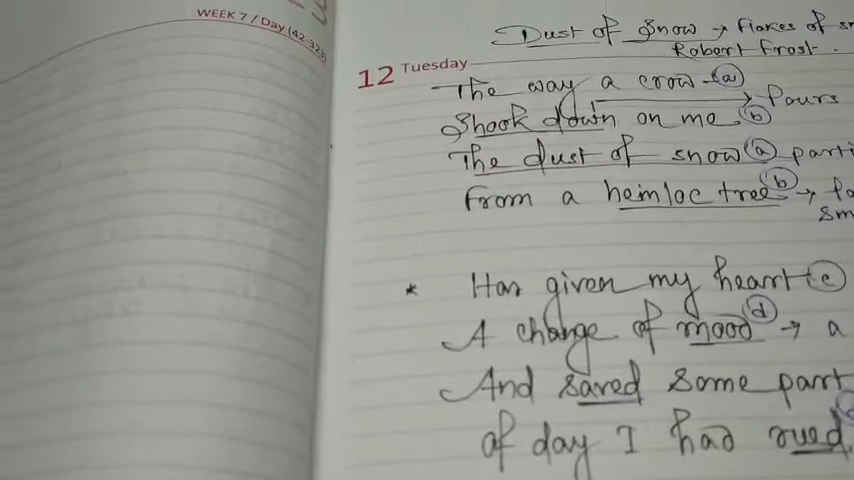 WEEK 7 / Day (42-323)
Dust of Snow → flakes of sn
Robert Frost.
12 Tuesday
The way a crow (a)
Shook down on me (b) → Pours
The dust of snow (a) parti
From a hemloc tree (b) →
sm
* Has given my heart (c)
A change of mood (d) → a
And saved some part
of day I had rued.